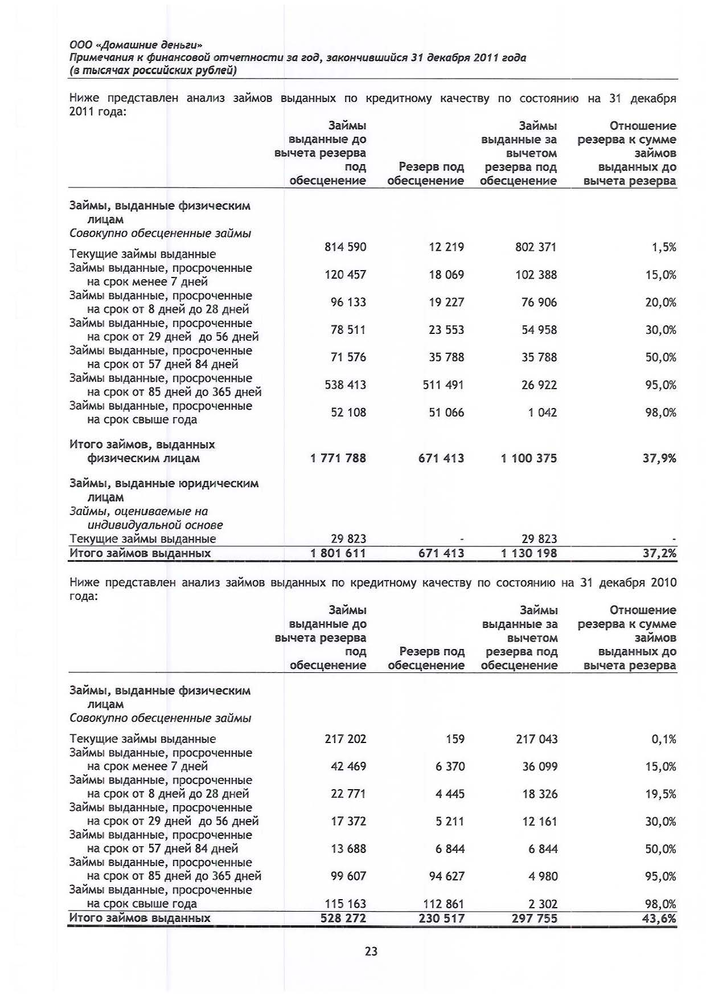 ООО «Домашние деньги»
Примечания к финансовой отчетности за год, закончившийся 31 декабря 2011 года
(в тысячах российских рублей)
Ниже представлен анализ займов выданных по кредитному качеству по состоянию на 31 декабря
2011 года:
Займы Займы Отношение
выданные до выданные за резерва к сумме
вычета резерва вычетом займов
под Резерв под резерва под выданных до
обесценение обесценение обесценение вычета резерва
Займы, выданные физическим
лицам
Совокупно обесцененные займы
Текущие займы выданные 814 590 12 219 802 371 1,5%
Займы выданные, просроченные
на срок менее 7 дней 120 457 18 069 102 388 15,0%
Займы выданные, просроченные
на срок от 8 дней до 28 дней 96 133 19 227 76 906 20,0%
Займы выданные, просроченные
на срок от 29 дней до 56 дней 78 511 23 553 54 958 30,0%
Займы выданные, просроченные
на срок от 57 дней 84 дней 71 576 35 788 35 788 50,0%
Займы выданные, просроченные
на срок от 85 дней до 365 дней 538 413 511 491 26 922 95,0%
Займы выданные, просроченные
на срок свыше года 52 108 51 066 1 042 98,0%
Итого займов, выданных
физическим лицам 1 771 788 671 413 1 100 375 37,9%
Займы, выданные юридическим
лицам
Займы, оцениваемые на
индивидуальной основе
Текущие займы выданные 29 823 - 29 823 -
Итого займов выданных 1 801 611 671 413 1 130 198 37,2%
Ниже представлен анализ займов выданных по кредитному качеству по состоянию на 31 декабря 2010
года:
Займы Займы Отношение
выданные до выданные за резерва к сумме
вычета резерва вычетом займов
под Резерв под резерва под выданных до
обесценение обесценение обесценение вычета резерва
Займы, выданные физическим
лицам
Совокупно обесцененные займы
Текущие займы выданные 217 202 159 217 043 0,1%
Займы выданные, просроченные
на срок менее 7 дней 42 469 6 370 36 099 15,0%
Займы выданные, просроченные
на срок от 8 дней до 28 дней 22 771 4 445 18 326 19,5%
Займы выданные, просроченные
на срок от 29 дней до 56 дней 17 372 5 211 12 161 30,0%
Займы выданные, просроченные
на срок от 57 дней 84 дней 13 688 6 844 6 844 50,0%
Займы выданные, просроченные
на срок от 85 дней до 365 дней 99 607 94 627 4 980 95,0%
Займы выданные, просроченные
на срок свыше года 115 163 112 861 2 302 98,0%
Итого займов выданных 528 272 230 517 297 755 43,6%
23